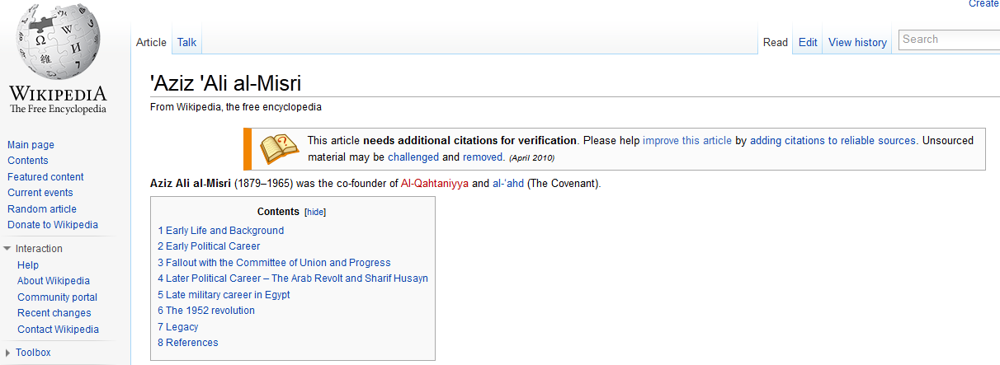 Create
WIKIPEDIA
The Free Encyclopedia
Article Talk
Read Edit View history Search
'Aziz 'Ali al-Misri
From Wikipedia, the free encyclopedia
This article needs additional citations for verification. Please help improve this article by adding citations to reliable sources. Unsourced
material may be challenged and removed. (April 2010)
Aziz Ali al-Misri (1879–1965) was the co-founder of Al-Qahtaniyya and al-'ahd (The Covenant).
Contents [hide]
1 Early Life and Background
2 Early Political Career
3 Fallout with the Committee of Union and Progress
4 Later Political Career – The Arab Revolt and Sharif Husayn
5 Late military career in Egypt
6 The 1952 revolution
7 Legacy
8 References
Main page
Contents
Featured content
Current events
Random article
Donate to Wikipedia
Interaction
Help
About Wikipedia
Community portal
Recent changes
Contact Wikipedia
Toolbox